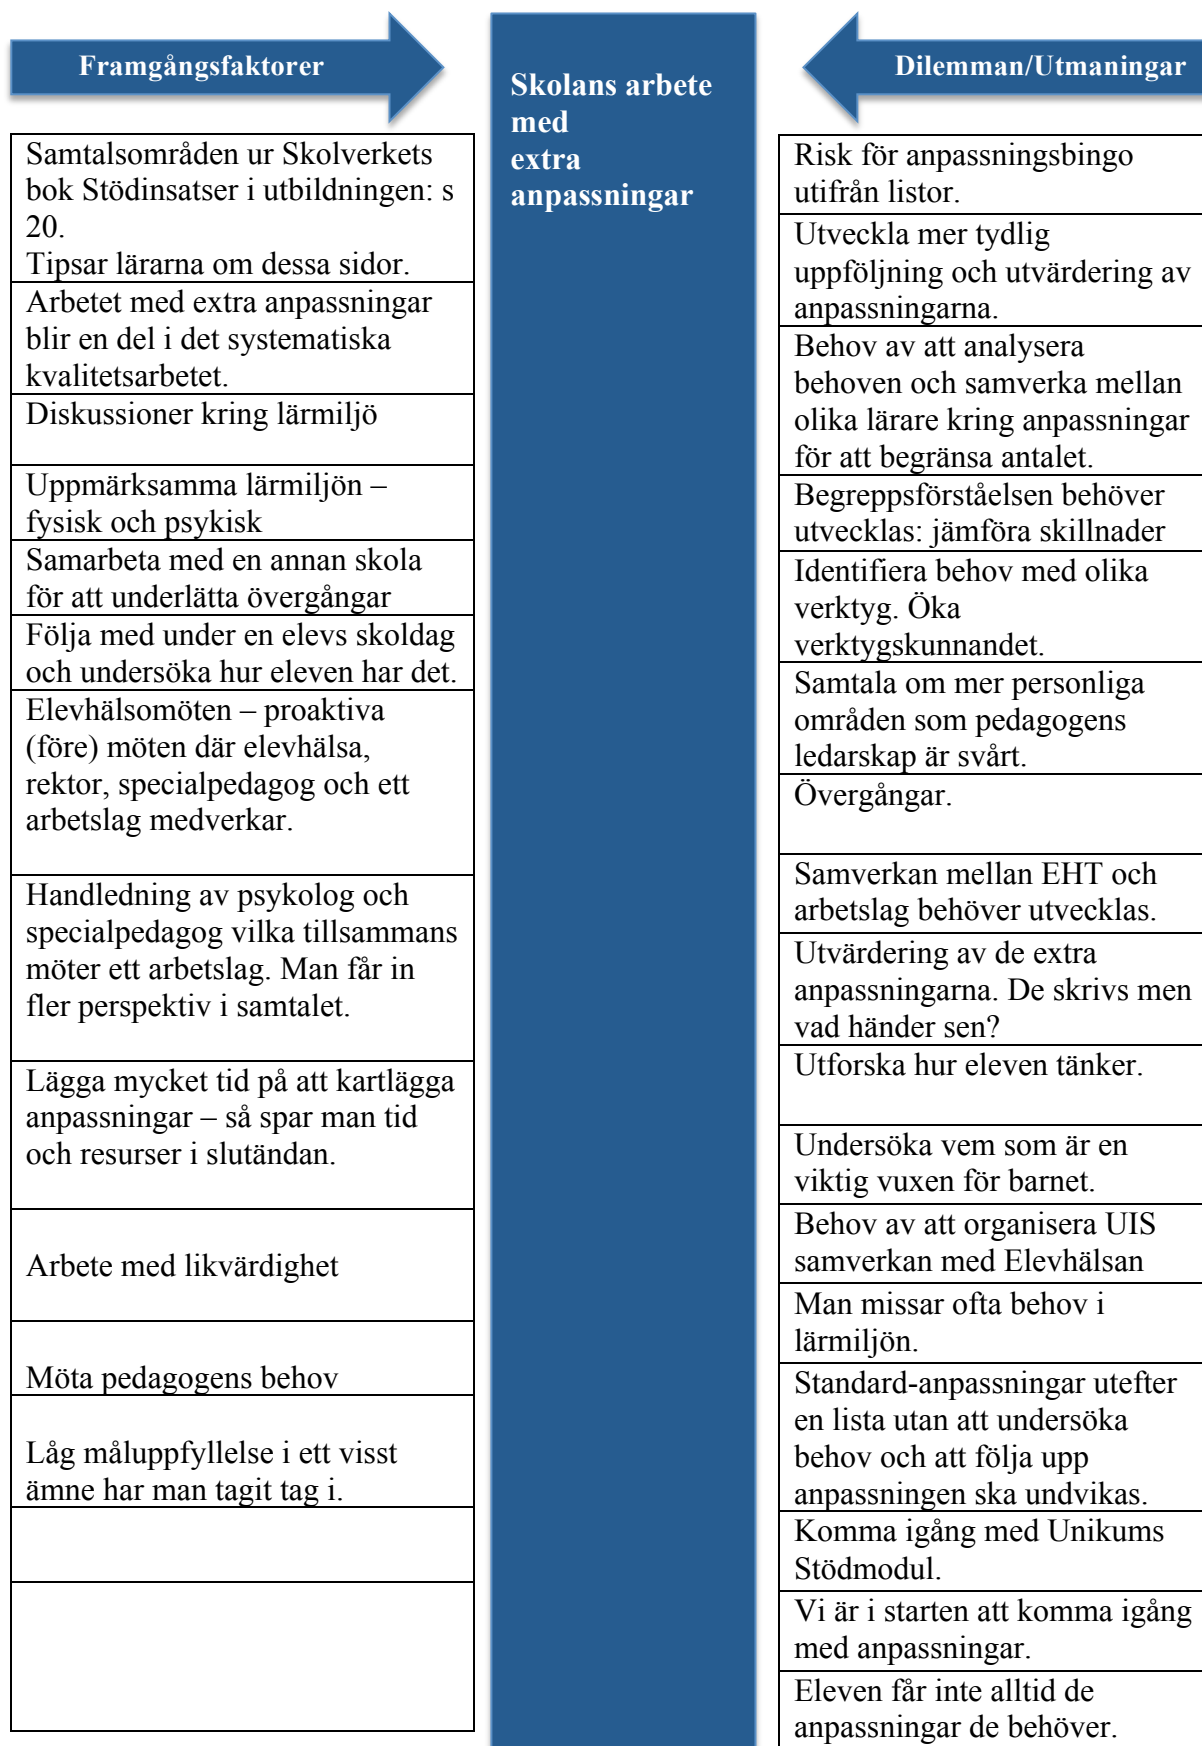 Framgångsfaktorer
Samtalsområden ur Skolverkets
bok Stödinsatser i utbildningen: s
20.
Tipsar lärarna om dessa sidor.
Arbetet med extra anpassningar
blir en del i det systematiska
kvalitetsarbetet.
Diskussioner kring lärmiljö
Uppmärksamma lärmiljön –
fysisk och psykisk
Samarbeta med en annan skola
för att underlätta övergångar
Följa med under en elevs skoldag
och undersöka hur eleven har det.
Elevhälsomöten – proaktiva
(före) möten där elevhälsa,
rektor, specialpedagog och ett
arbetslag medverkar.
Handledning av psykolog och
specialpedagog vilka tillsammans
möter ett arbetslag. Man får in
fler perspektiv i samtalet.
Lägga mycket tid på att kartlägga
anpassningar – så spar man tid
och resurser i slutändan.
Arbete med likvärdighet
Möta pedagogens behov
Låg måluppfyllelse i ett visst
ämne har man tagit tag i.
Skolans arbete
med
extra
anpassningar
Dilemman/Utmaningar
Risk för anpassningsbingo
utifrån listor.
Utveckla mer tydlig
uppföljning och utvärdering av
anpassningarna.
Behov av att analysera
behoven och samverka mellan
olika lärare kring anpassningar
för att begränsa antalet.
Begreppsförståelsen behöver
utvecklas: jämföra skillnader
Identifiera behov med olika
verktyg. Öka
verktygskunnandet.
Samtala om mer personliga
områden som pedagogens
ledarskap är svårt.
Övergångar.
Samverkan mellan EHT och
arbetslag behöver utvecklas.
Utvärdering av de extra
anpassningarna. De skrivs men
vad händer sen?
Utforska hur eleven tänker.
Undersöka vem som är en
viktig vuxen för barnet.
Behov av att organisera UIS
samverkan med Elevhälsan
Man missar ofta behov i
lärmiljön.
Standard-anpassningar utefter
en lista utan att undersöka
behov och att följa upp
anpassningen ska undvikas.
Komma igång med Unikums
Stödmodul.
Vi är i starten att komma igång
med anpassningar.
Eleven får inte alltid de
anpassningar de behöver.